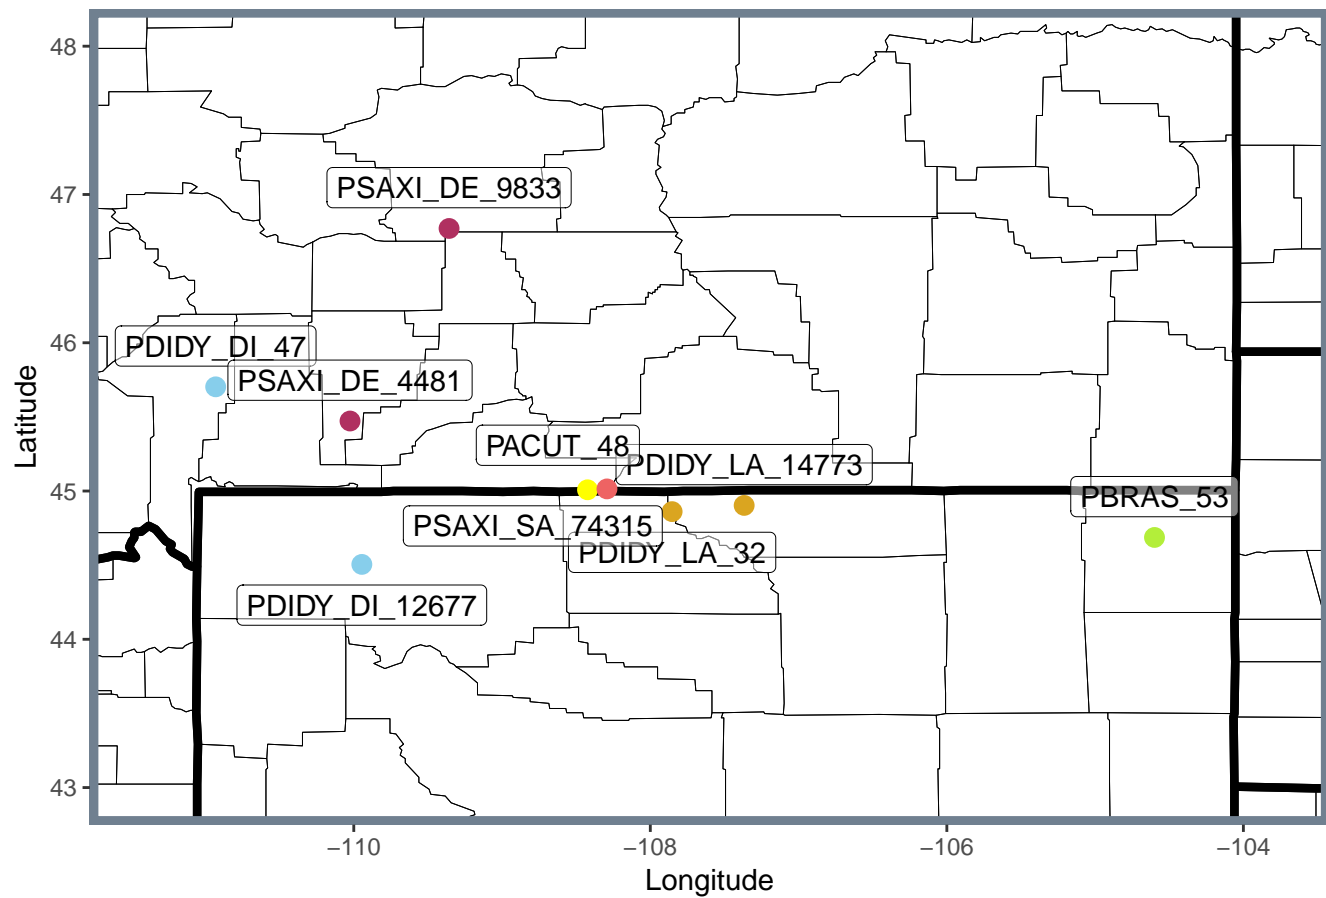 48
47
46
45
44
43
Latitude
PSAXI_DE_9833
PDIDY_DI_47
PSAXI_DE_4481
PACUT_48
PDIDY_LA_14773
PBRAS_53
PSAXI_SA_74315
PDIDY_LA_32
PDIDY_DI_12677
−110
−108
−106
−104
Longitude